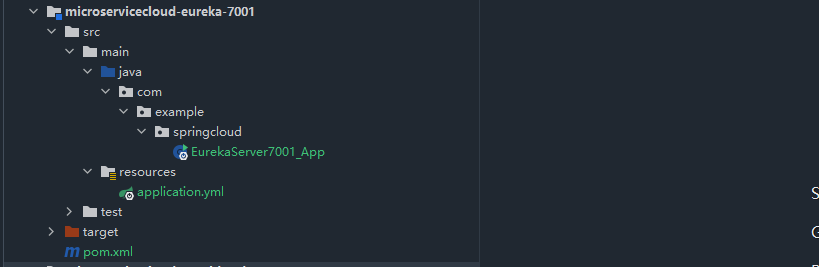 microservicecloud-eureka-7001
src
main
java
com
example
springcloud
EurekaServer7001_App
resources
application.yml
test
target
pom.xml